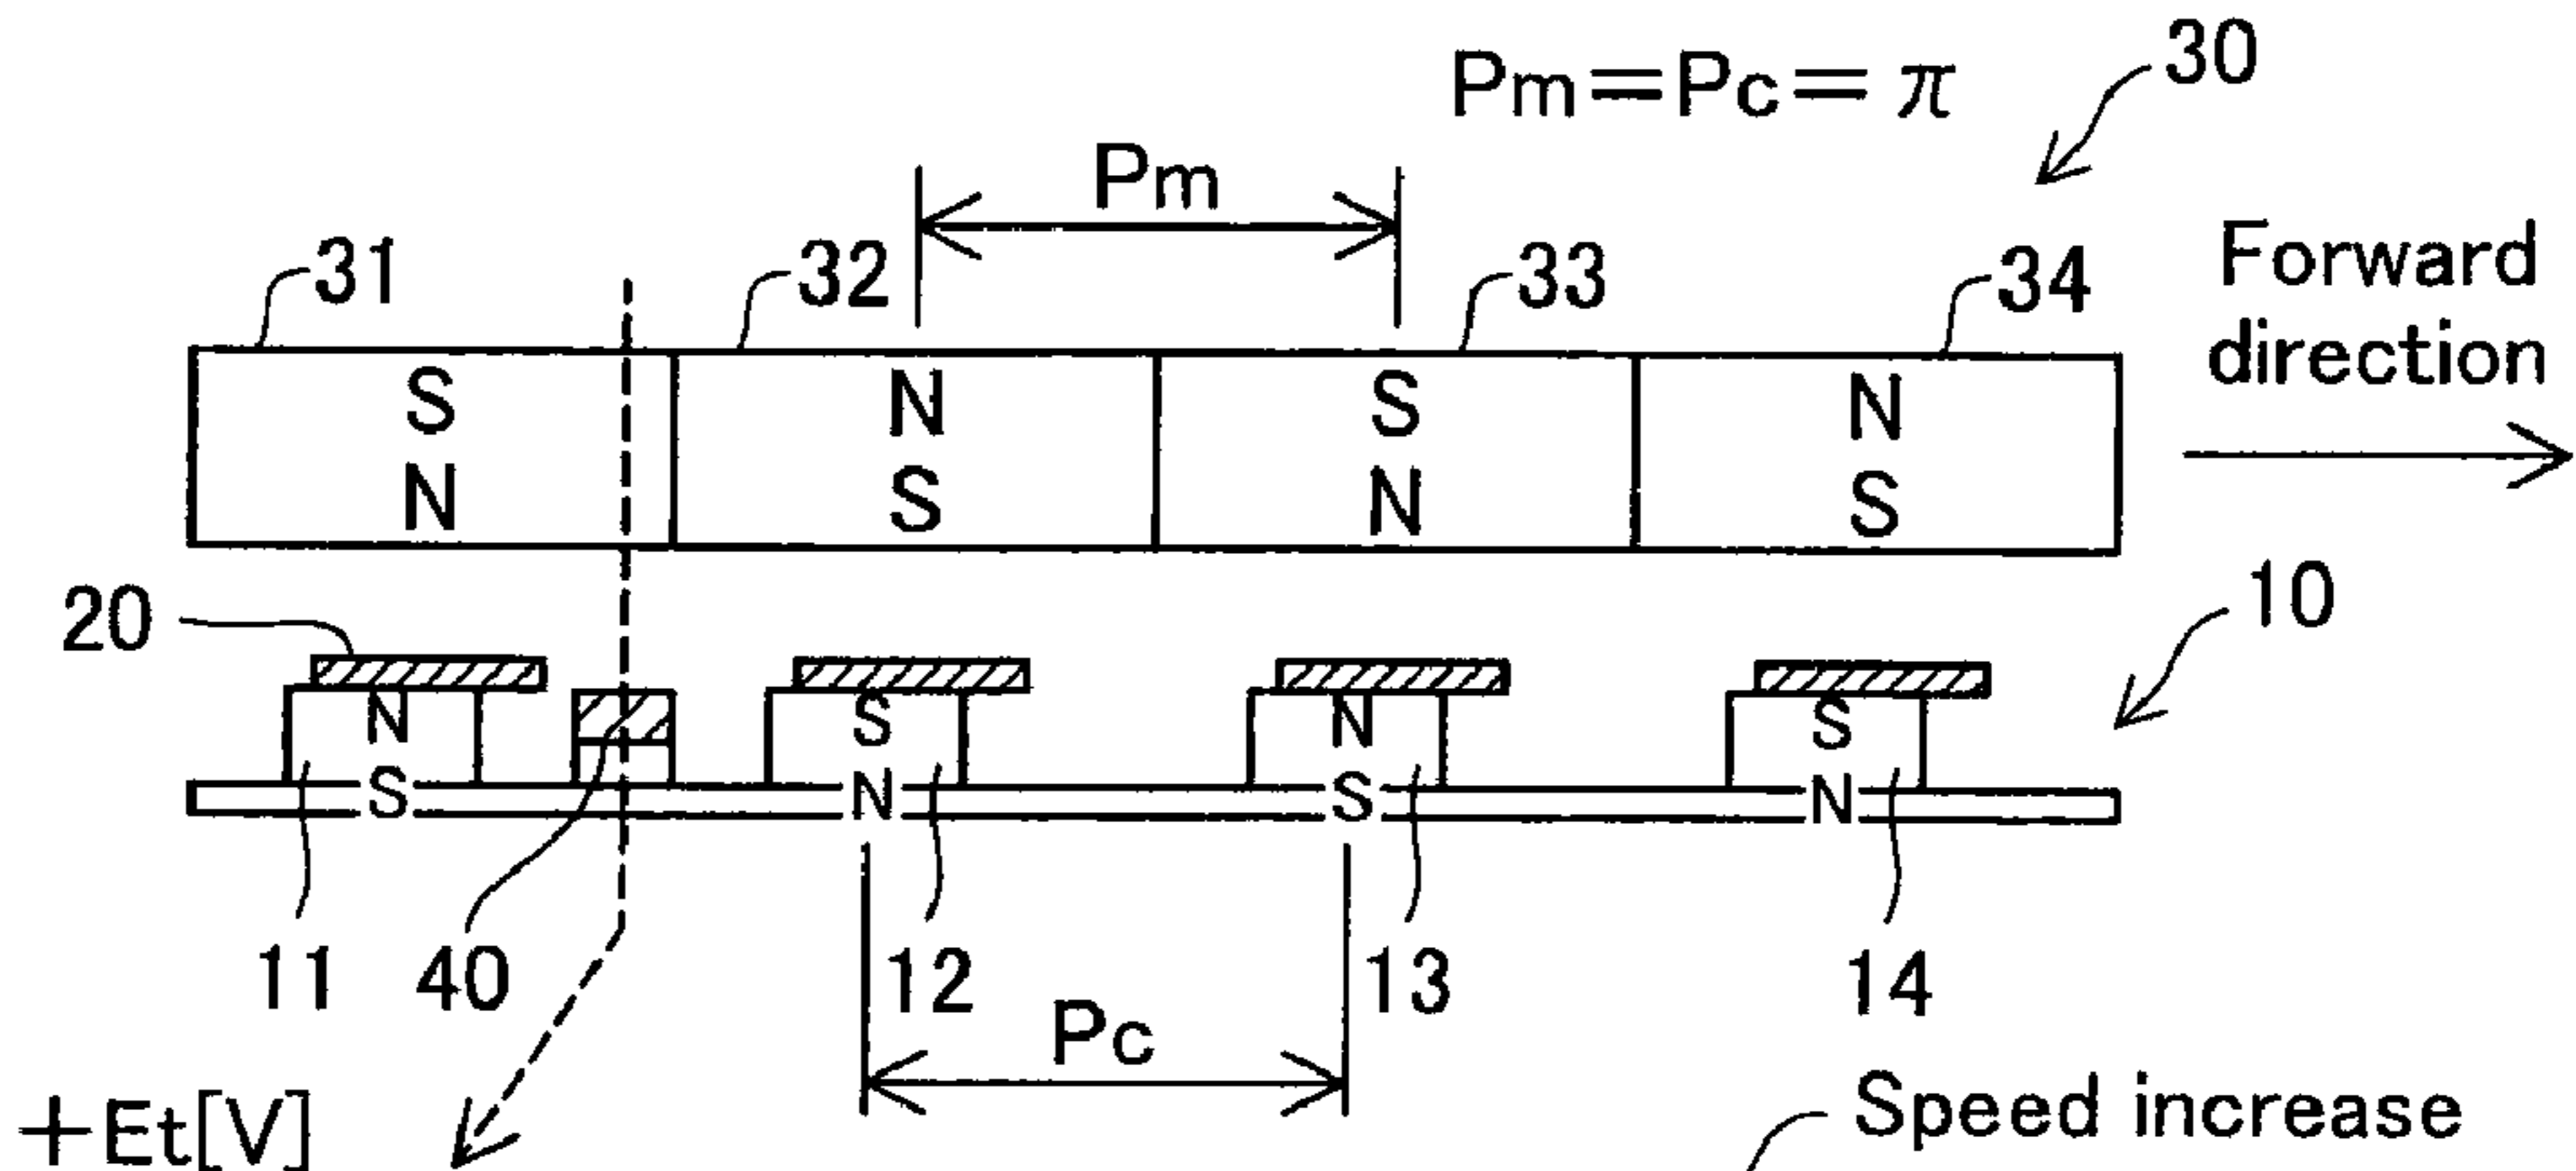 30
Pm=Pc=π
Pm
Forward
direction
31
32
33
34
S
N
S
N
N
S
N
S
20
10
N
S
N
S
S
N
S
N
11
40
12
13
14
Pc
+Et[V]
Speed increase